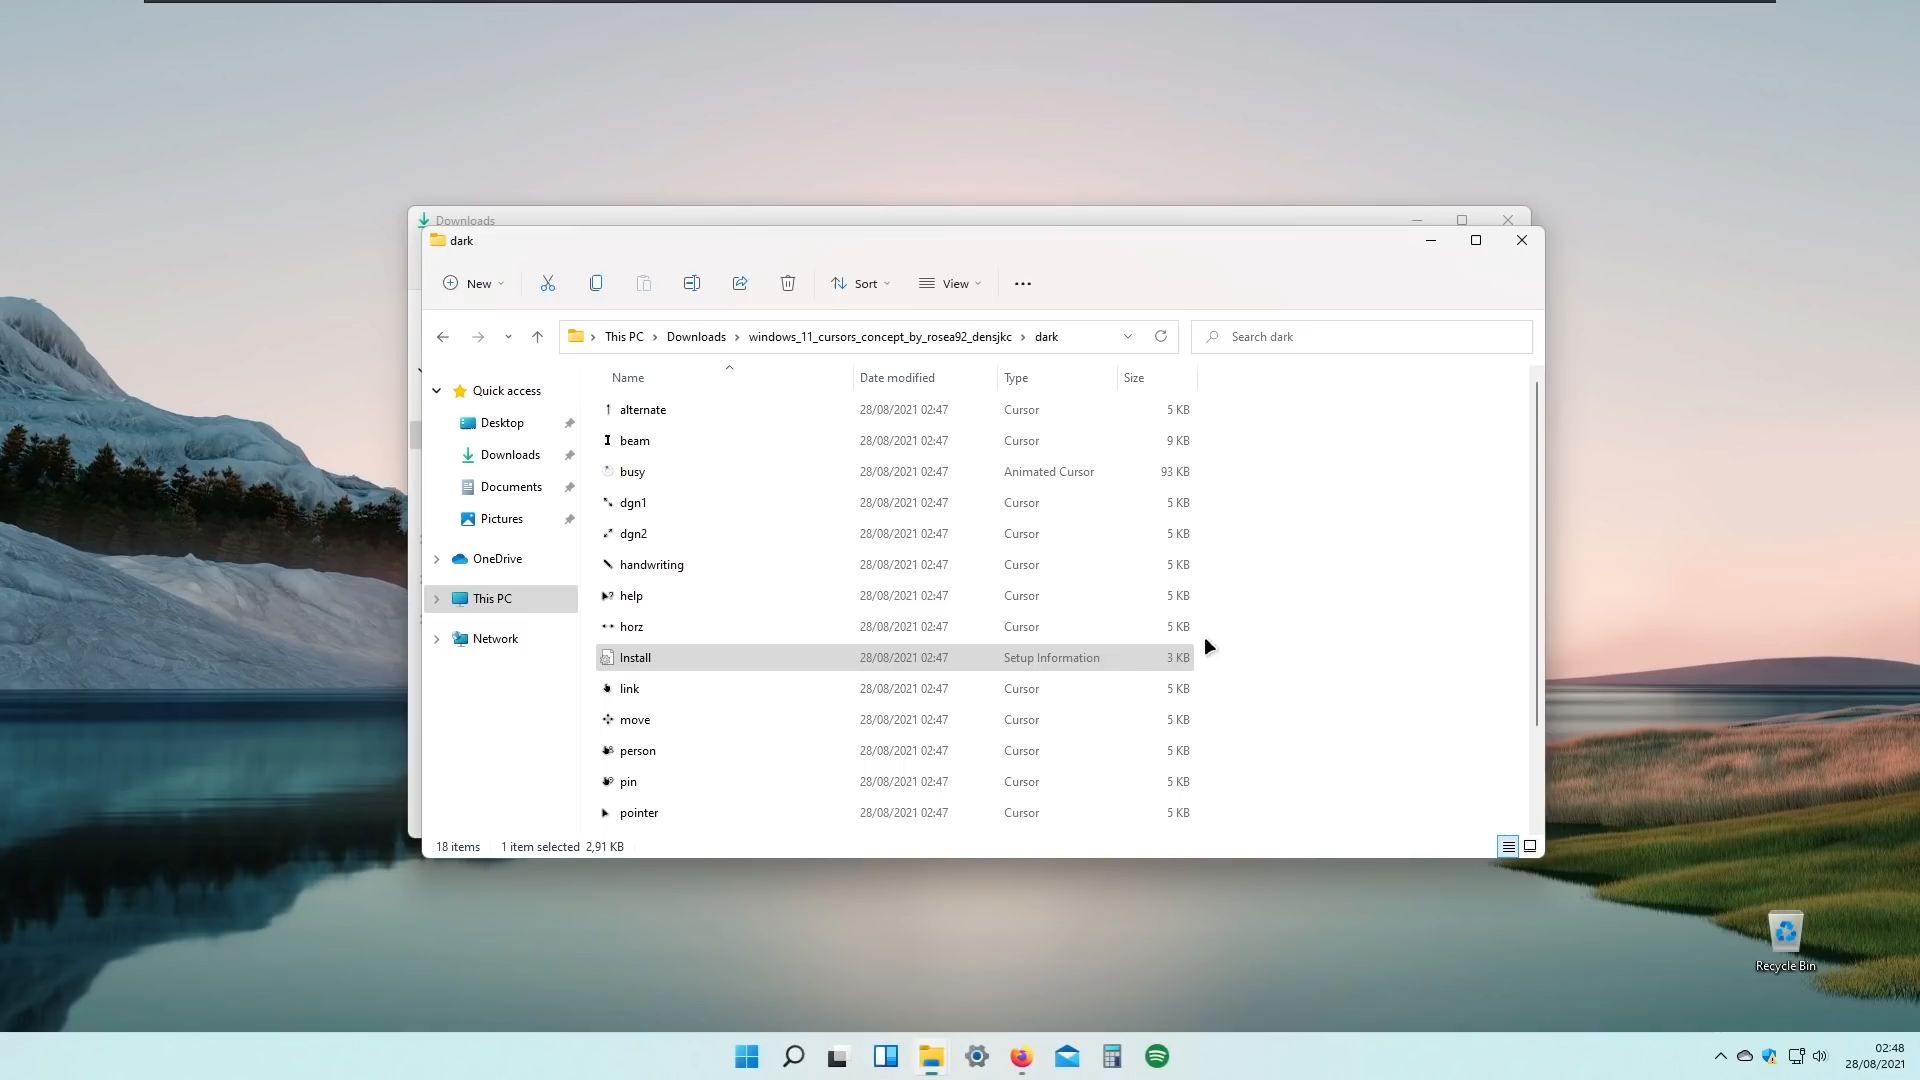 Downloads
dark
New
Sort
View
This PC
Downloads
windows_11_cursors_concept_by_rosea92_densjkc
dark
Search dark
Name
Date modified
Type
Size
Quick access
Desktop
Downloads
Documents
Pictures
OneDrive
This PC
Network
alternate 28/08/2021 02:47 Cursor 5 KB
beam 28/08/2021 02:47 Cursor 9 KB
busy 28/08/2021 02:47 Animated Cursor 93 KB
dgn1 28/08/2021 02:47 Cursor 5 KB
dgn2 28/08/2021 02:47 Cursor 5 KB
handwriting 28/08/2021 02:47 Cursor 5 KB
help 28/08/2021 02:47 Cursor 5 KB
horz 28/08/2021 02:47 Cursor 5 KB
Install 28/08/2021 02:47 Setup Information 3 KB
link 28/08/2021 02:47 Cursor 5 KB
move 28/08/2021 02:47 Cursor 5 KB
person 28/08/2021 02:47 Cursor 5 KB
pin 28/08/2021 02:47 Cursor 5 KB
pointer 28/08/2021 02:47 Cursor 5 KB
18 items 1 item selected 2,91 KB
Recycle Bin
02:48
28/08/2021